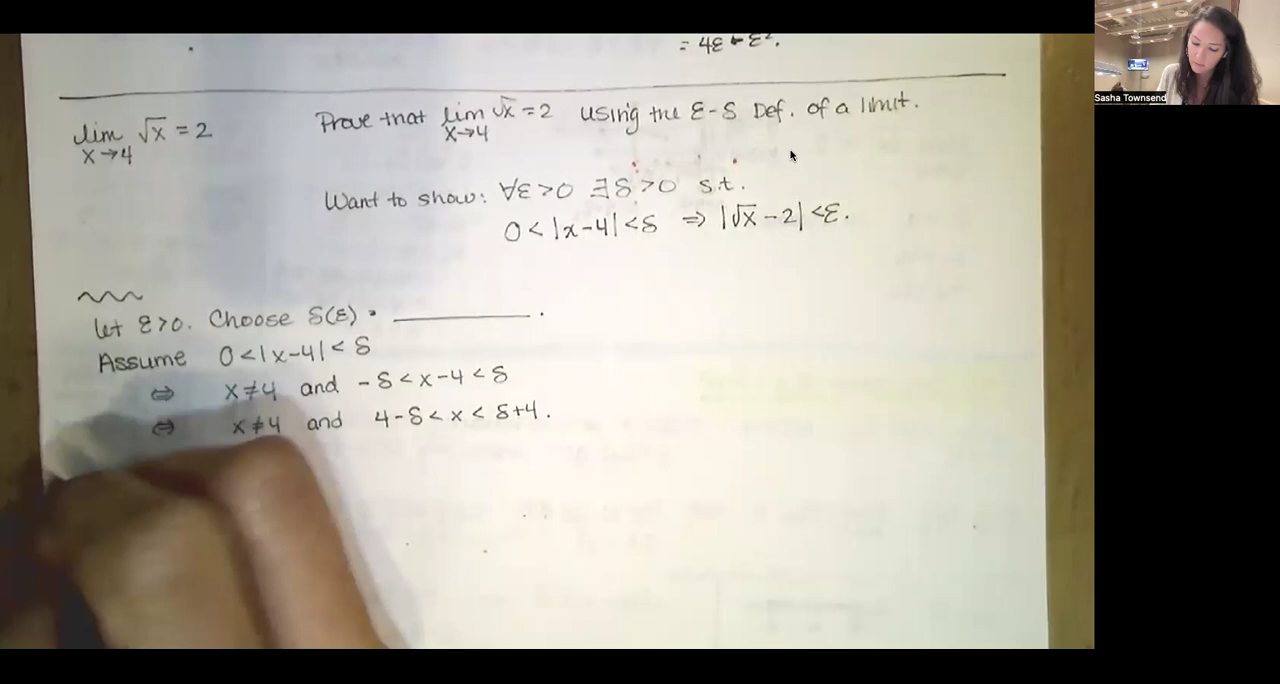 = 4ε - ε².
lim √x = 2
x→4
Prove that lim √x = 2 using the ε-δ Def. of a limit.
x→4
Want to show: ∀ε>0 ∃δ>0 s.t.
0<|x-4|<δ ⇒ |√x - 2|<ε.
Let ε>0. Choose δ(ε) = ________.
Assume 0<|x-4|<δ
⇔ x≠4 and -δ<x-4<δ
⇔ x≠4 and 4-δ<x<δ+4.
Sasha Townsend